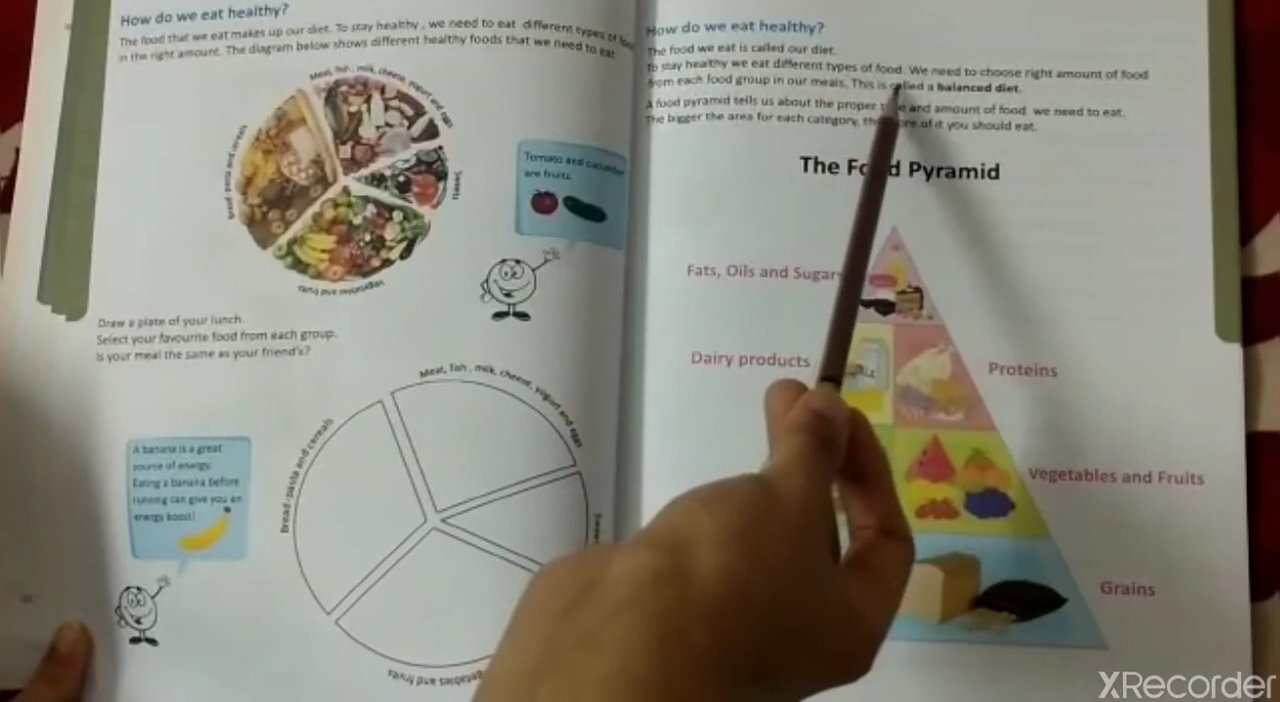 How do we eat healthy?
The food that we eat makes up our diet. To stay healthy , we need to eat different types of food
in the right amount. The diagram below shows different healthy foods that we need to eat
Meat, fish , milk, cheese, yogurt and eggs
Bread , pasta and cereals
Sweets
vegetables and fruits
Tomato and cucumber
are fruits.
Draw a plate of your lunch.
Select your favourite food from each group.
Is your meal the same as your friend's?
Meat, fish , milk, cheese, yogurt and eggs
Bread , pasta and cereals
vegetables and fruits
A banana is a great
source of energy.
Eating a banana before
running can give you an
energy boost!
How do we eat healthy?
The food we eat is called our diet.
To stay healthy we eat different types of food. We need to choose right amount of food
from each food group in our meals. This is called a balanced diet.
A food pyramid tells us about the proper and amount of food we need to eat.
The bigger the area for each category, of it you should eat.
The Food Pyramid
Fats, Oils and Sugars
Dairy products
Proteins
Vegetables and Fruits
Grains
XRecorder